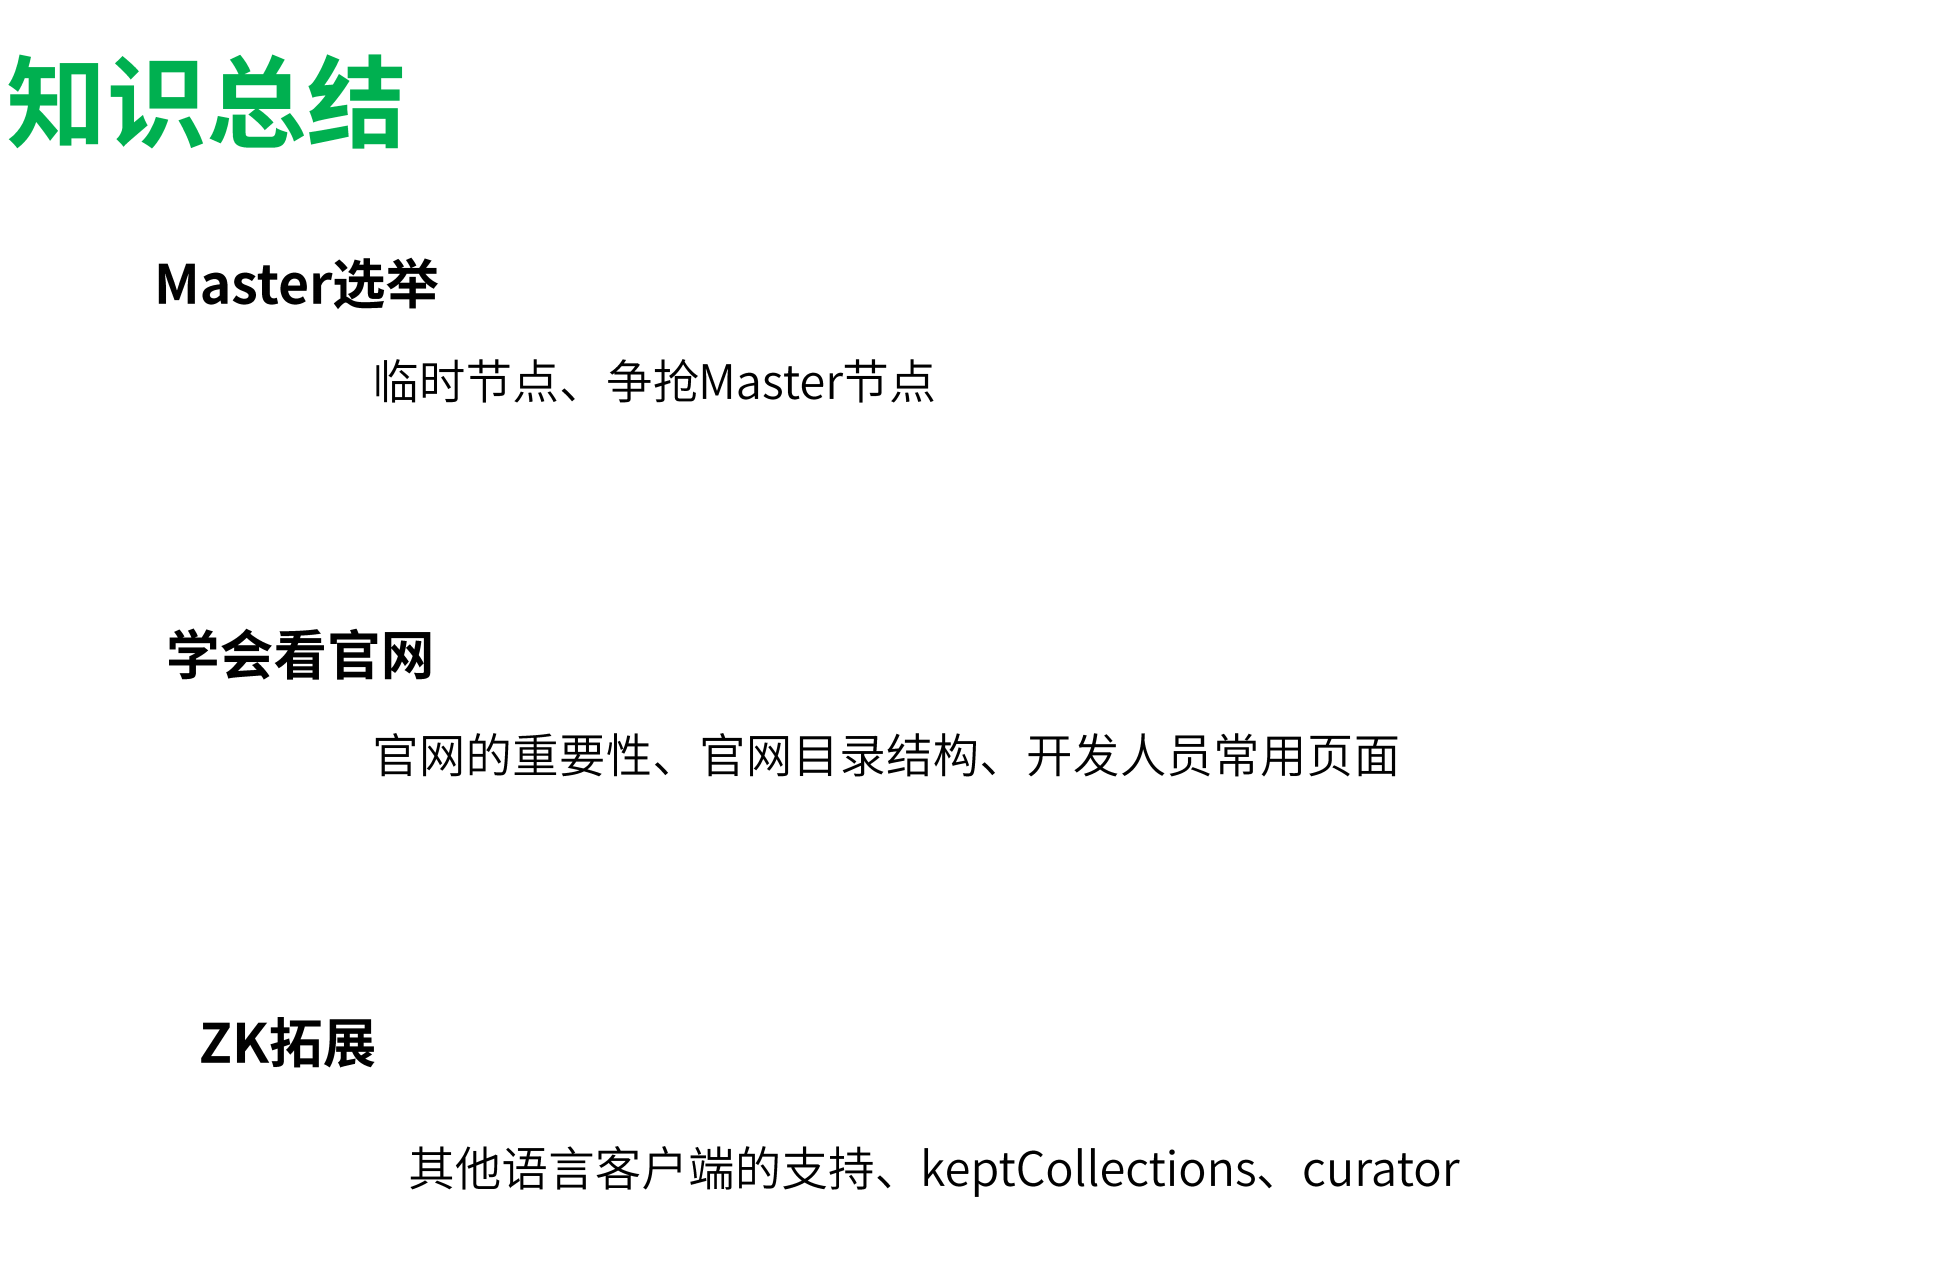 知识总结
Master选举
临时节点、争抢Master节点
学会看官网
官网的重要性、官网目录结构、开发人员常用页面
ZK拓展
其他语言客户端的支持、keptCollections、curator